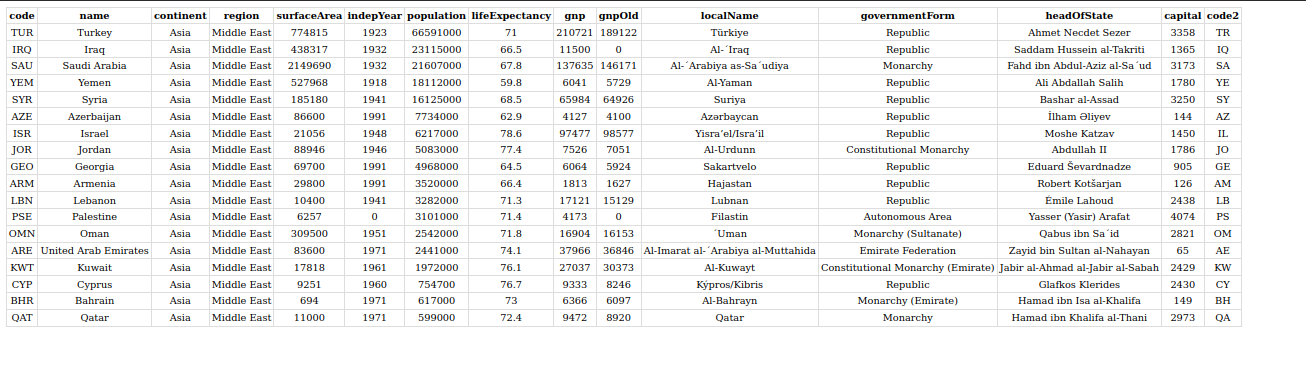 code name continent region surfaceArea indepYear population lifeExpectancy gnp gnpOld localName governmentForm headOfState capital code2
TUR Turkey Asia Middle East 774815 1923 66591000 71 210721 189122 Türkiye Republic Ahmet Necdet Sezer 3358 TR
IRQ Iraq Asia Middle East 438317 1932 23115000 66.5 11500 0 Al-´Iraq Republic Saddam Hussein al-Takriti 1365 IQ
SAU Saudi Arabia Asia Middle East 2149690 1932 21607000 67.8 137635 146171 Al-´Arabiya as-Sa´udiya Monarchy Fahd ibn Abdul-Aziz al-Sa´ud 3173 SA
YEM Yemen Asia Middle East 527968 1918 18112000 59.8 6041 5729 Al-Yaman Republic Ali Abdallah Salih 1780 YE
SYR Syria Asia Middle East 185180 1941 16125000 68.5 65984 64926 Suriya Republic Bashar al-Assad 3250 SY
AZE Azerbaijan Asia Middle East 86600 1991 7734000 62.9 4127 4100 Azərbaycan Republic İlham Əliyev 144 AZ
ISR Israel Asia Middle East 21056 1948 6217000 78.6 97477 98577 Yisra’el/Isra’il Republic Moshe Katzav 1450 IL
JOR Jordan Asia Middle East 88946 1946 5083000 77.4 7526 7051 Al-Urdunn Constitutional Monarchy Abdullah II 1786 JO
GEO Georgia Asia Middle East 69700 1991 4968000 64.5 6064 5924 Sakartvelo Republic Eduard Ševardnadze 905 GE
ARM Armenia Asia Middle East 29800 1991 3520000 66.4 1813 1627 Hajastan Republic Robert Kotšarjan 126 AM
LBN Lebanon Asia Middle East 10400 1941 3282000 71.3 17121 15129 Lubnan Republic Émile Lahoud 2438 LB
PSE Palestine Asia Middle East 6257 0 3101000 71.4 4173 0 Filastin Autonomous Area Yasser (Yasir) Arafat 4074 PS
OMN Oman Asia Middle East 309500 1951 2542000 71.8 16904 16153 ´Uman Monarchy (Sultanate) Qabus ibn Sa´id 2821 OM
ARE United Arab Emirates Asia Middle East 83600 1971 2441000 74.1 37966 36846 Al-Imarat al-´Arabiya al-Muttahida Emirate Federation Zayid bin Sultan al-Nahayan 65 AE
KWT Kuwait Asia Middle East 17818 1961 1972000 76.1 27037 30373 Al-Kuwayt Constitutional Monarchy (Emirate) Jabir al-Ahmad al-Jabir al-Sabah 2429 KW
CYP Cyprus Asia Middle East 9251 1960 754700 76.7 9333 8246 Kýpros/Kibris Republic Glafkos Klerides 2430 CY
BHR Bahrain Asia Middle East 694 1971 617000 73 6366 6097 Al-Bahrayn Monarchy (Emirate) Hamad ibn Isa al-Khalifa 149 BH
QAT Qatar Asia Middle East 11000 1971 599000 72.4 9472 8920 Qatar Monarchy Hamad ibn Khalifa al-Thani 2973 QA